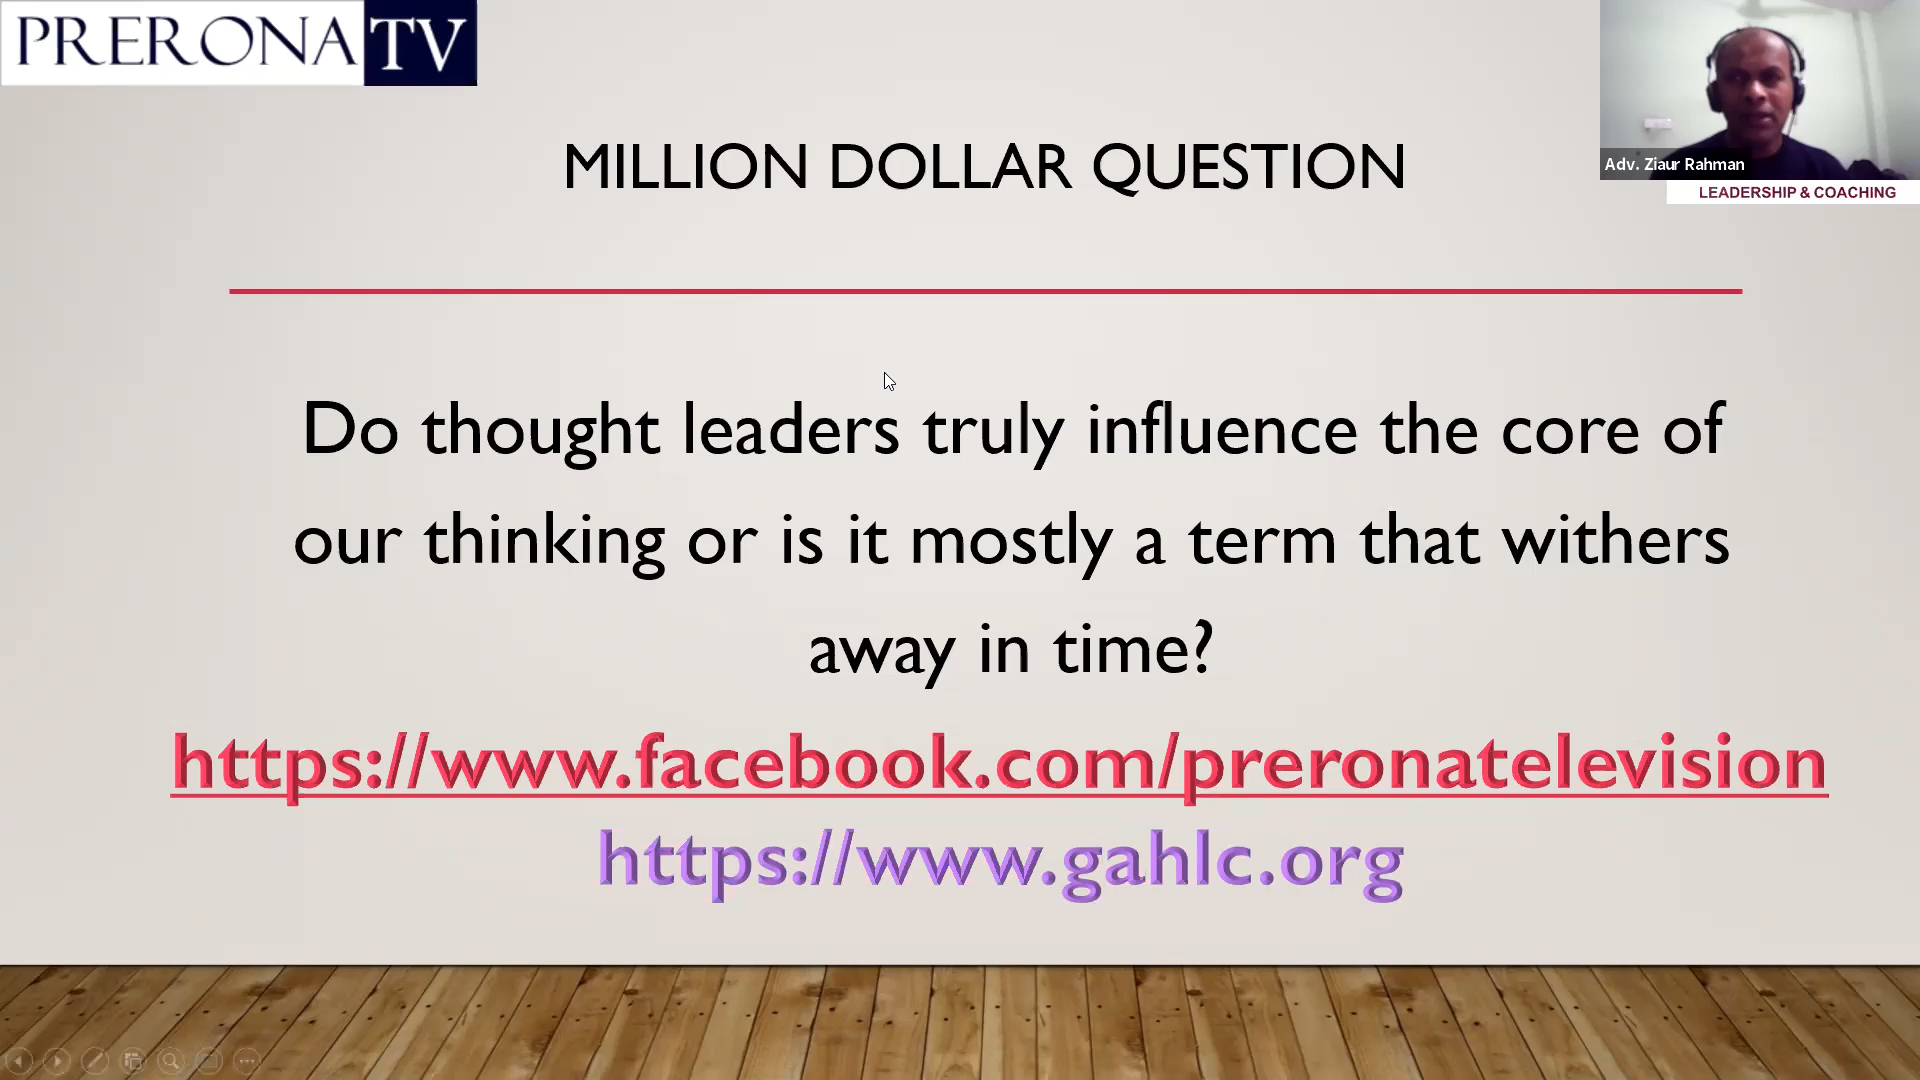 PRERONA TV
Adv. Ziaur Rahman
LEADERSHIP & COACHING
MILLION DOLLAR QUESTION
Do thought leaders truly influence the core of
our thinking or is it mostly a term that withers
away in time?
https://www.facebook.com/preronatelevision
https://www.gahlc.org